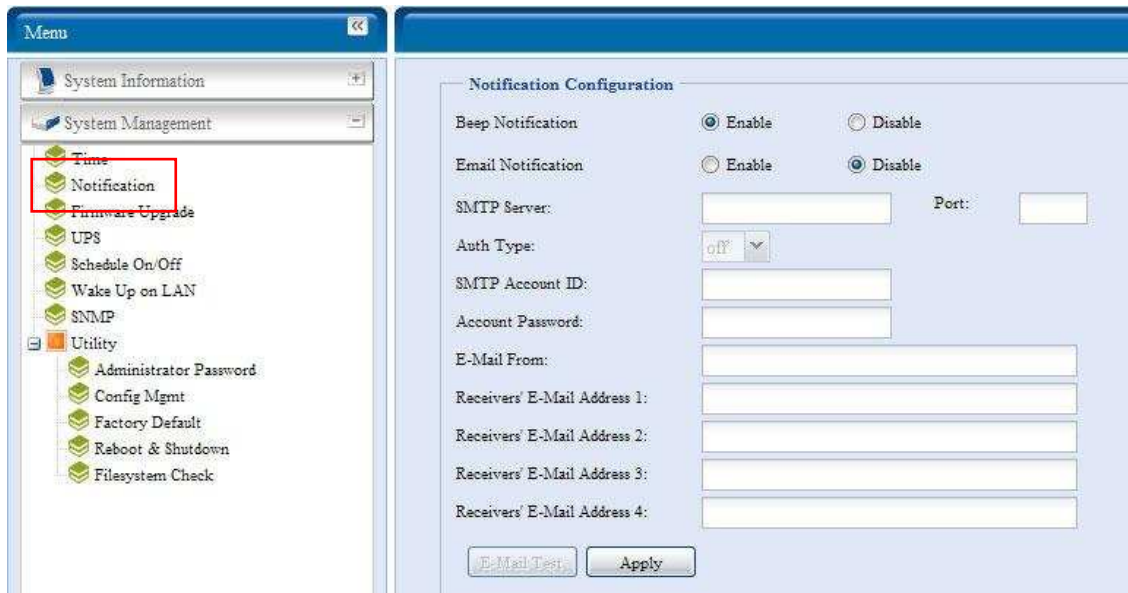 Menu
System Information
System Management
Time
Notification
Firmware Upgrade
UPS
Schedule On/Off
Wake Up on LAN
SNMP
Utility
Administrator Password
Config Mgmt
Factory Default
Reboot & Shutdown
Filesystem Check
Notification Configuration
Beep Notification Enable Disable
Email Notification Enable Disable
SMTP Server: Port:
Auth Type: off
SMTP Account ID:
Account Password:
E-Mail From:
Receivers' E-Mail Address 1:
Receivers' E-Mail Address 2:
Receivers' E-Mail Address 3:
Receivers' E-Mail Address 4:
E-Mail Test Apply